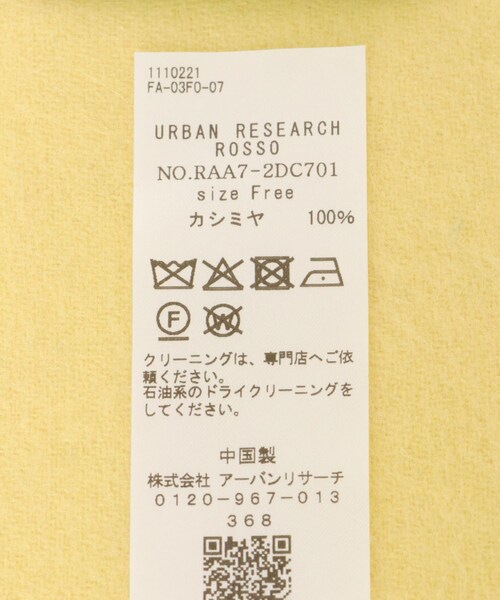 1110221
FA-03F0-07
URBAN RESEARCH
ROSSO
NO.RAA7-2DC701
size Free
カシミヤ 100%
F
W
クリーニングは、専門店へご依
頼ください。
石油系のドライクリーニングを
してください。
中国製
株式会社 アーバンリサーチ
0120-967-013
368